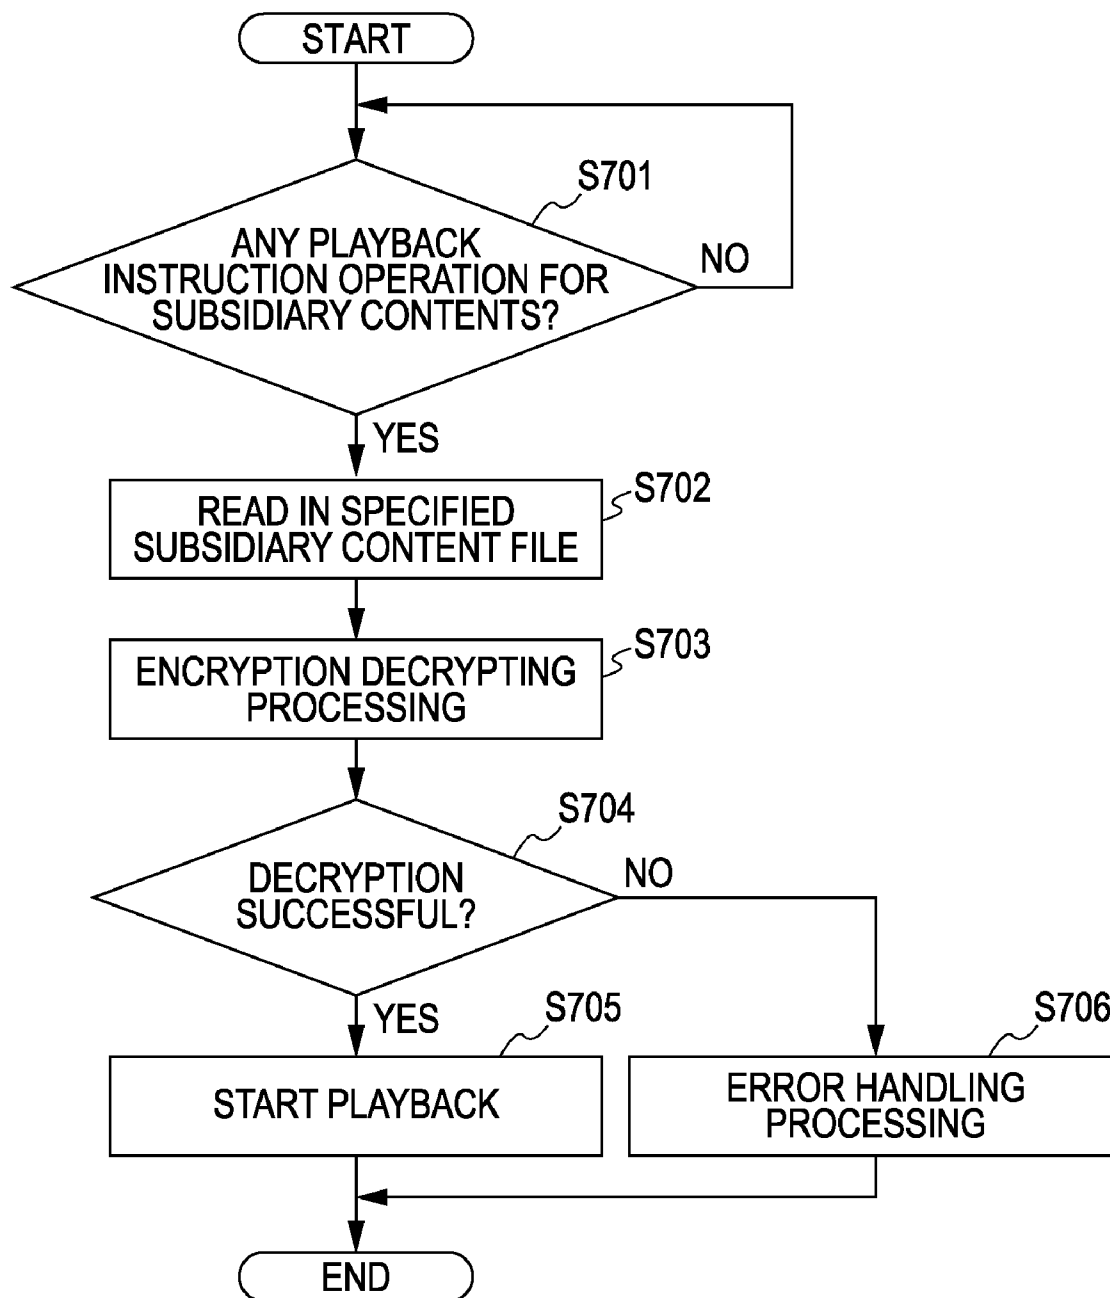 START
S701
ANY PLAYBACK
INSTRUCTION OPERATION FOR
SUBSIDIARY CONTENTS?
NO
YES
S702
READ IN SPECIFIED
SUBSIDIARY CONTENT FILE
S703
ENCRYPTION DECRYPTING
PROCESSING
S704
DECRYPTION
SUCCESSFUL?
NO
YES
S705
S706
START PLAYBACK
ERROR HANDLING
PROCESSING
END